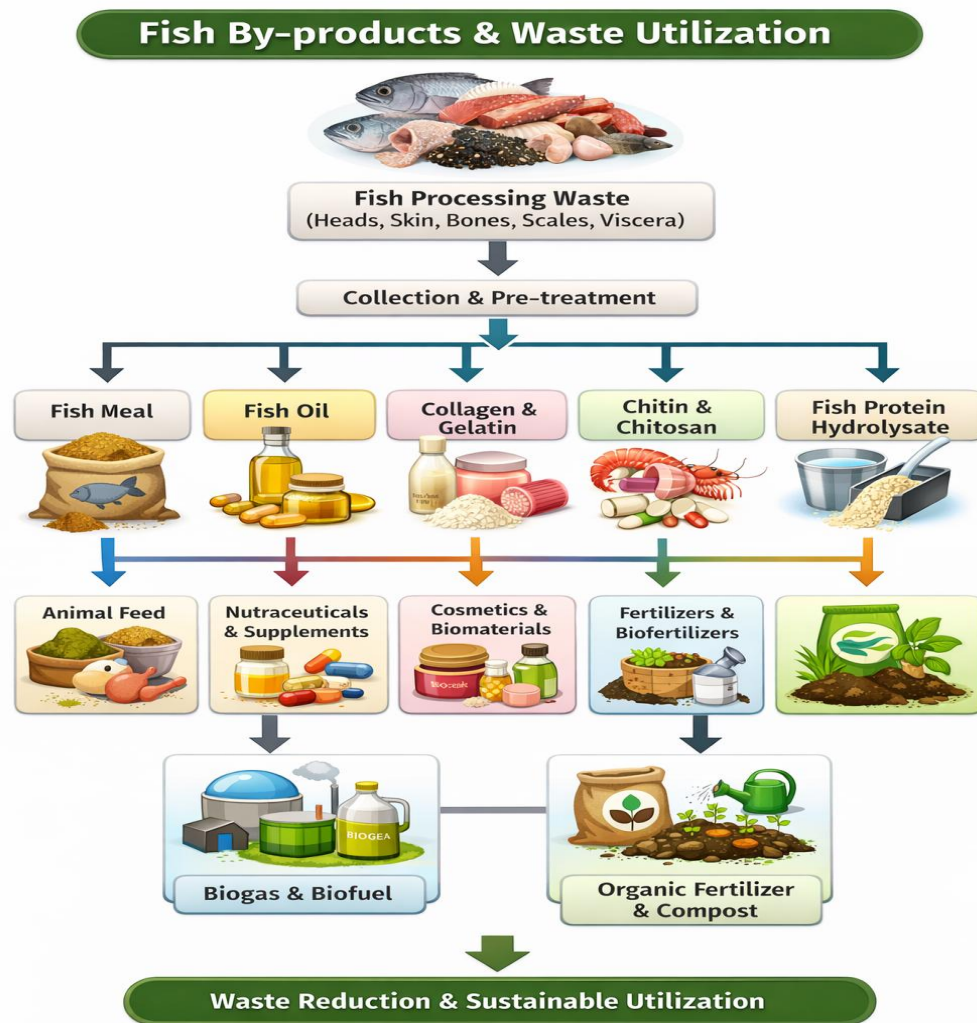 Fish By-products & Waste Utilization
Fish Processing Waste
(Heads, Skin, Bones, Scales, Viscera)
Collection & Pre-treatment
Fish Meal
Fish Oil
Collagen &
Gelatin
Chitin &
Chitosan
Fish Protein
Hydrolysate
Animal Feed
Nutraceuticals
& Supplements
Cosmetics &
Biomaterials
Fertilizers &
Biofertilizers
BIOGEA
Biogas & Biofuel
Organic Fertilizer
& Compost
Waste Reduction & Sustainable Utilization